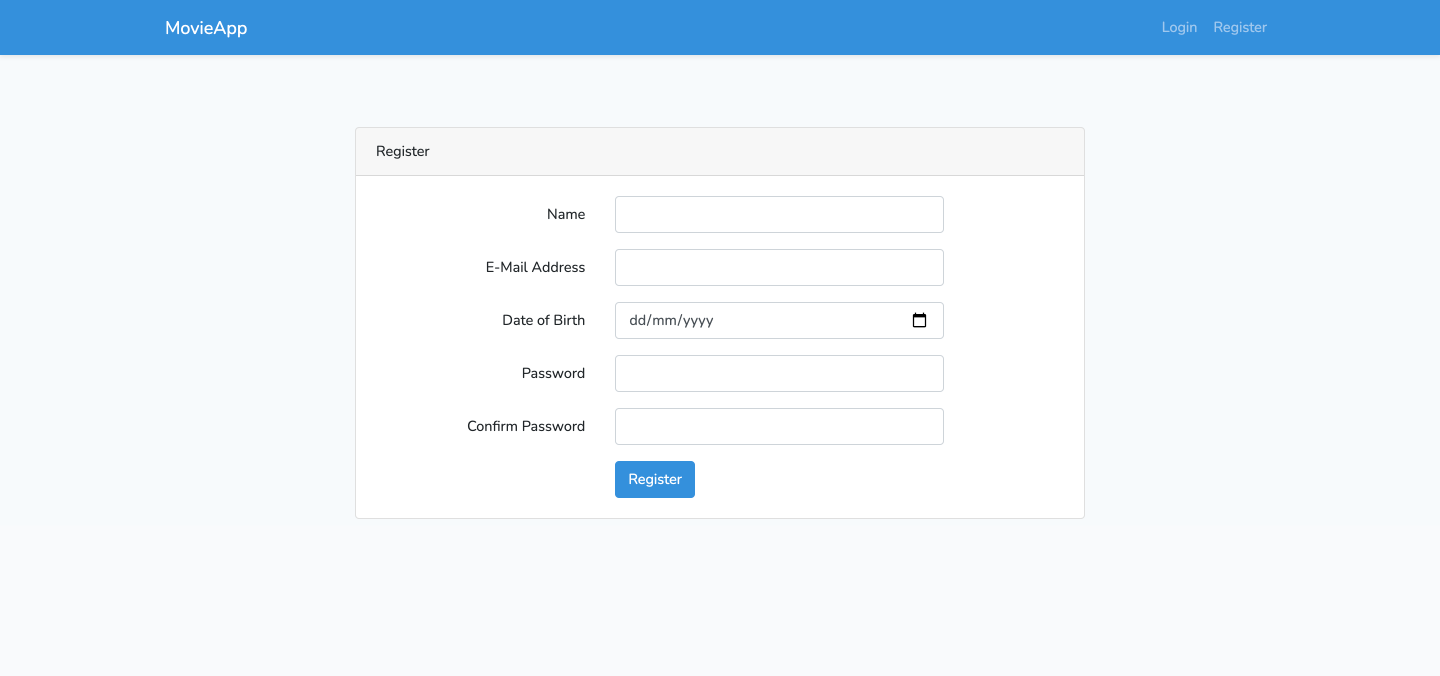 MovieApp
Login Register
Register
Name
E-Mail Address
Date of Birth dd/mm/yyyy
Password
Confirm Password
Register